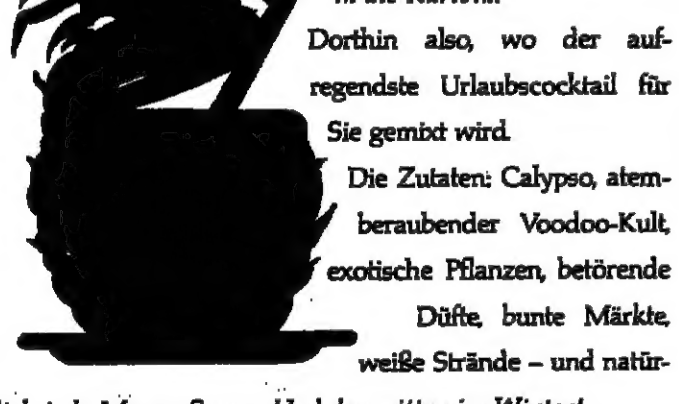 Dorthin also, wo der auf-
regendste Urlaubscocktail für
Sie gemixt wird.
Die Zutaten: Calypso, atem-
beraubender Voodoo-Kult,
exotische Pflanzen, betörende
Düfte, bunte Märkte,
weiße Strände – und natür-